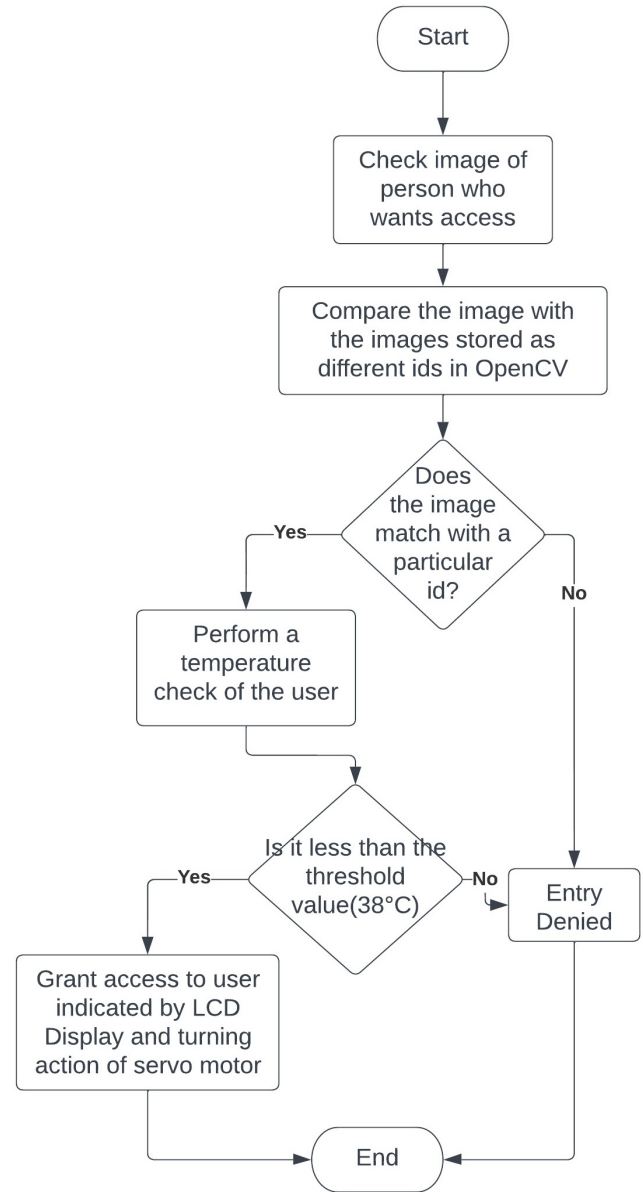 Start
Check image of
person who
wants access
Compare the image with
the images stored as
different ids in OpenCV
Does
the image
match with a
particular
id?
Yes
No
Perform a
temperature
check of the user
Is it less than the
threshold
value(38°C)
Yes
No
Entry
Denied
Grant access to user
indicated by LCD
Display and turning
action of servo motor
End